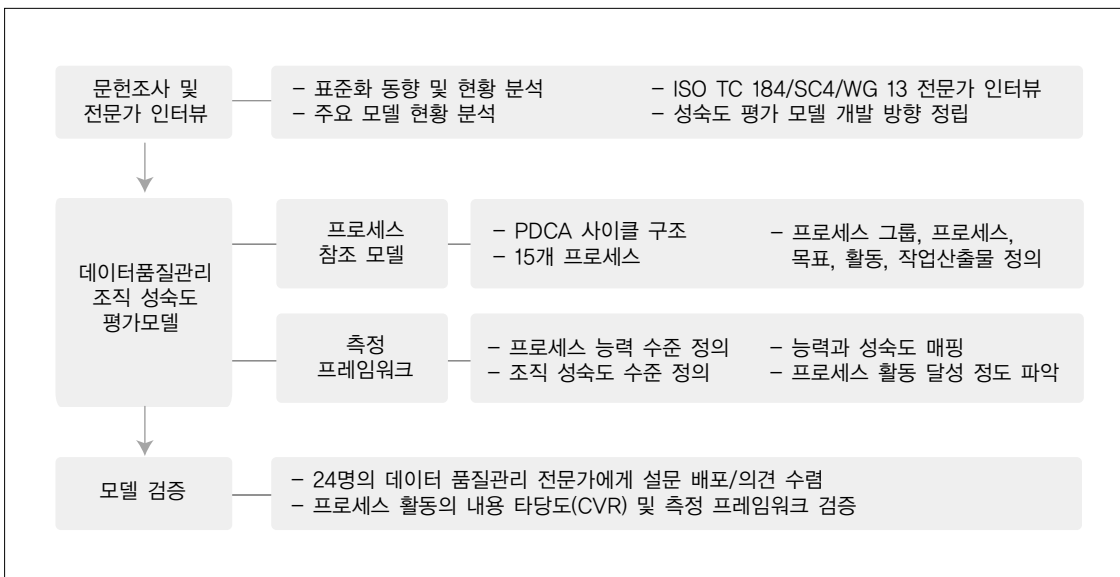 문헌조사 및
전문가 인터뷰
– 표준화 동향 및 현황 분석
– 주요 모델 현황 분석
– ISO TC 184/SC4/WG 13 전문가 인터뷰
– 성숙도 평가 모델 개발 방향 정립
데이터품질관리
조직 성숙도
평가모델
프로세스
참조 모델
– PDCA 사이클 구조
– 15개 프로세스
– 프로세스 그룹, 프로세스,
목표, 활동, 작업산출물 정의
측정
프레임워크
– 프로세스 능력 수준 정의
– 조직 성숙도 수준 정의
– 능력과 성숙도 매핑
– 프로세스 활동 달성 정도 파악
모델 검증
– 24명의 데이터 품질관리 전문가에게 설문 배포/의견 수렴
– 프로세스 활동의 내용 타당도(CVR) 및 측정 프레임워크 검증